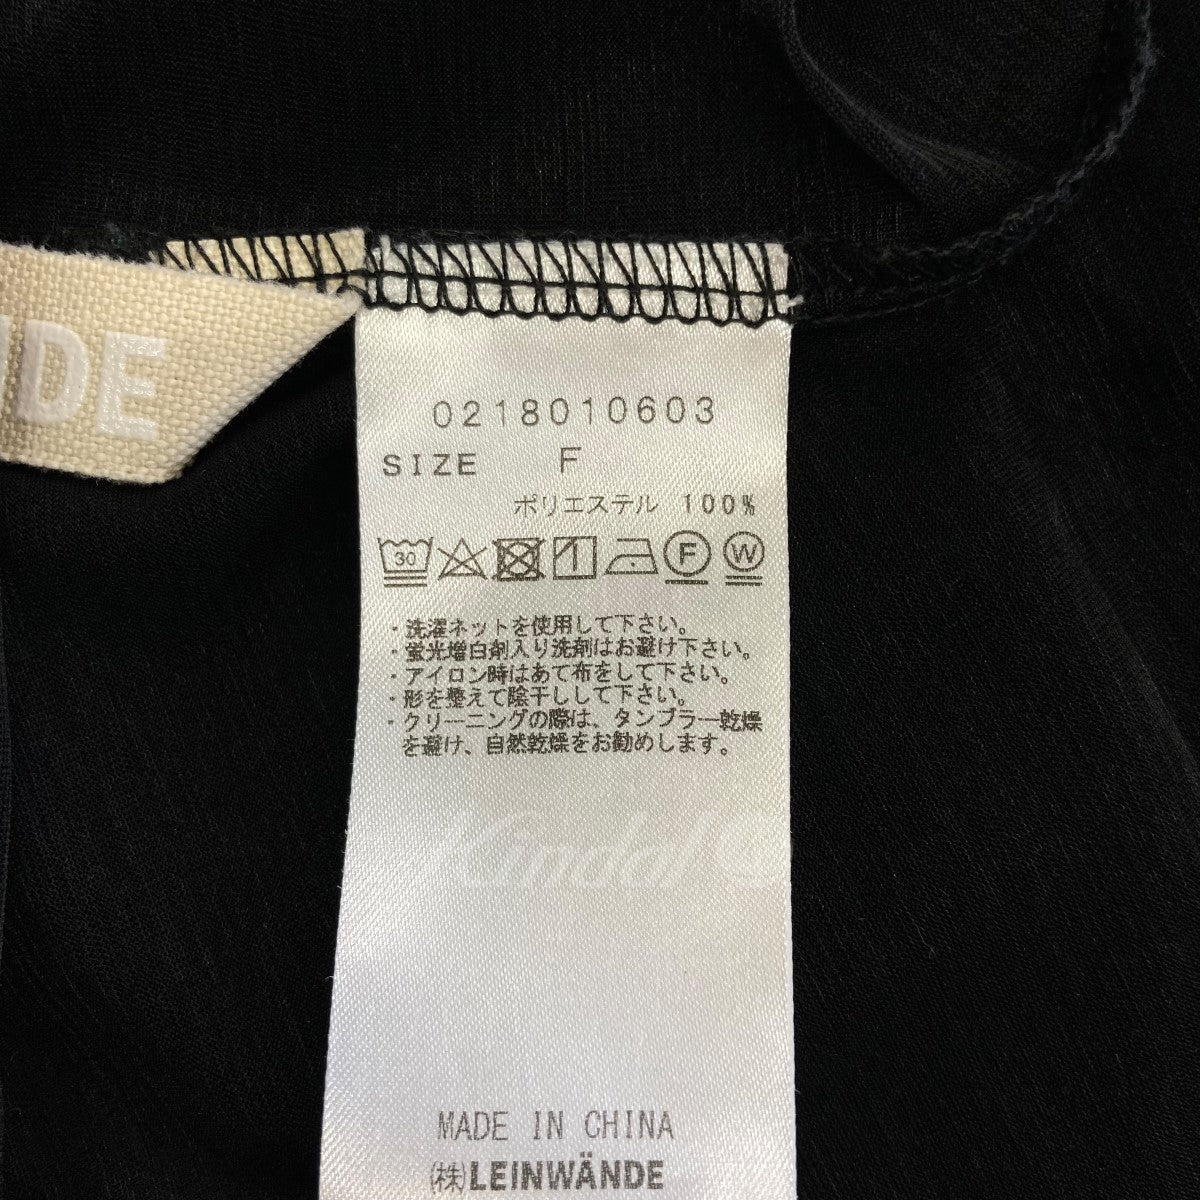 NDE
0218010603
SIZE F
ポリエステル 100%
30 1 F W
・洗濯ネットを使用して下さい。
・蛍光増白剤入り洗剤はお避け下さい。
・アイロン時はあて布をして下さい。
・形を整えて陰干しして下さい。
・クリーニングの際は、タンブラー乾燥
を避け、自然乾燥をお勧めします。
Kindal
MADE IN CHINA
(株)LEINWÄNDE